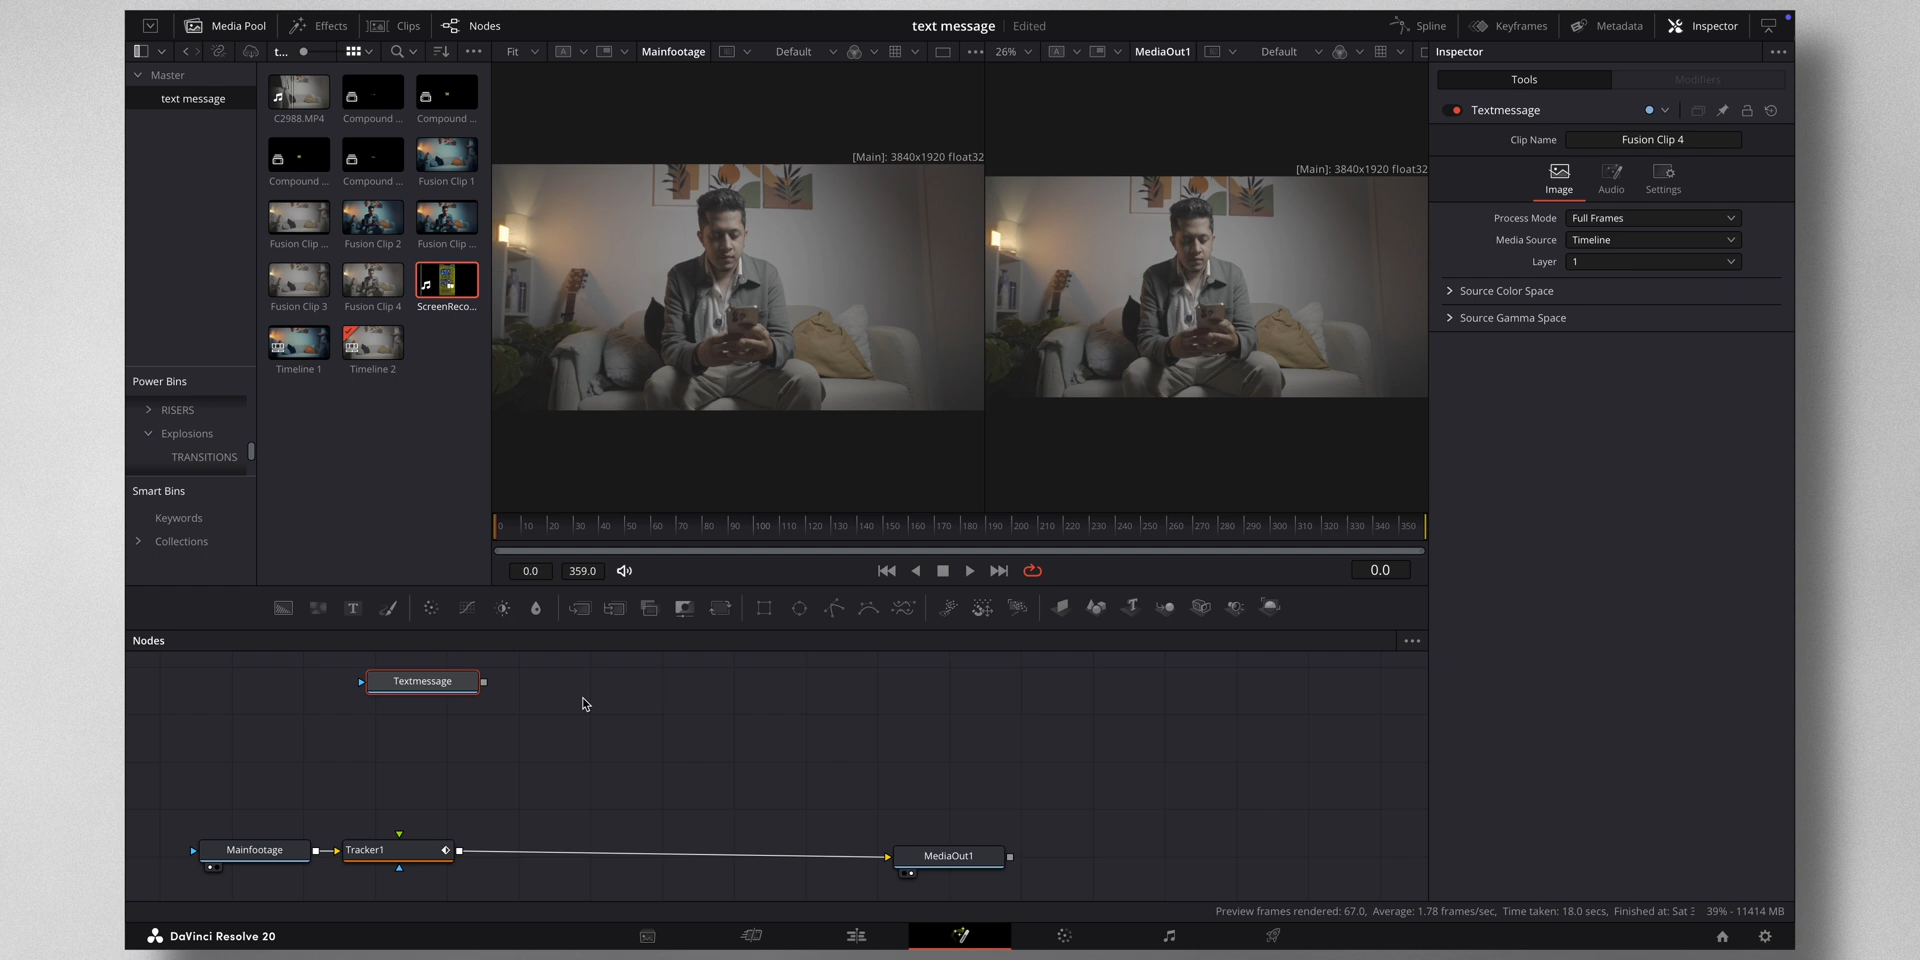 Media Pool Effects Clips Nodes text message Edited Spline Keyframes Metadata Inspector
t... Fit Mainfootage Default 26% MediaOut1 Default Inspector
Master
text message
C2988.MP4 Compound ... Compound ...
Compound ... Compound ... Fusion Clip 1
Fusion Clip ... Fusion Clip 2 Fusion Clip ...
Fusion Clip 3 Fusion Clip 4 ScreenReco...
Timeline 1 Timeline 2
Power Bins
RISERS
Explosions
TRANSITIONS
Smart Bins
Keywords
Collections
[Main]: 3840x1920 float32
[Main]: 3840x1920 float32
0 10 20 30 40 50 60 70 80 90 100 110 120 130 140 150 160 170 180 190 200 210 220 230 240 250 260 270 280 290 300 310 320 330 340 350
0.0 359.0 0.0
Tools Modifiers
Textmessage
Clip Name Fusion Clip 4
Image Audio Settings
Process Mode Full Frames
Media Source Timeline
Layer 1
Source Color Space
Source Gamma Space
Nodes
Textmessage
Mainfootage Tracker1 MediaOut1
Preview frames rendered: 67.0, Average: 1.78 frames/sec, Time taken: 18.0 secs, Finished at: Sat 39% - 11414 MB
DaVinci Resolve 20